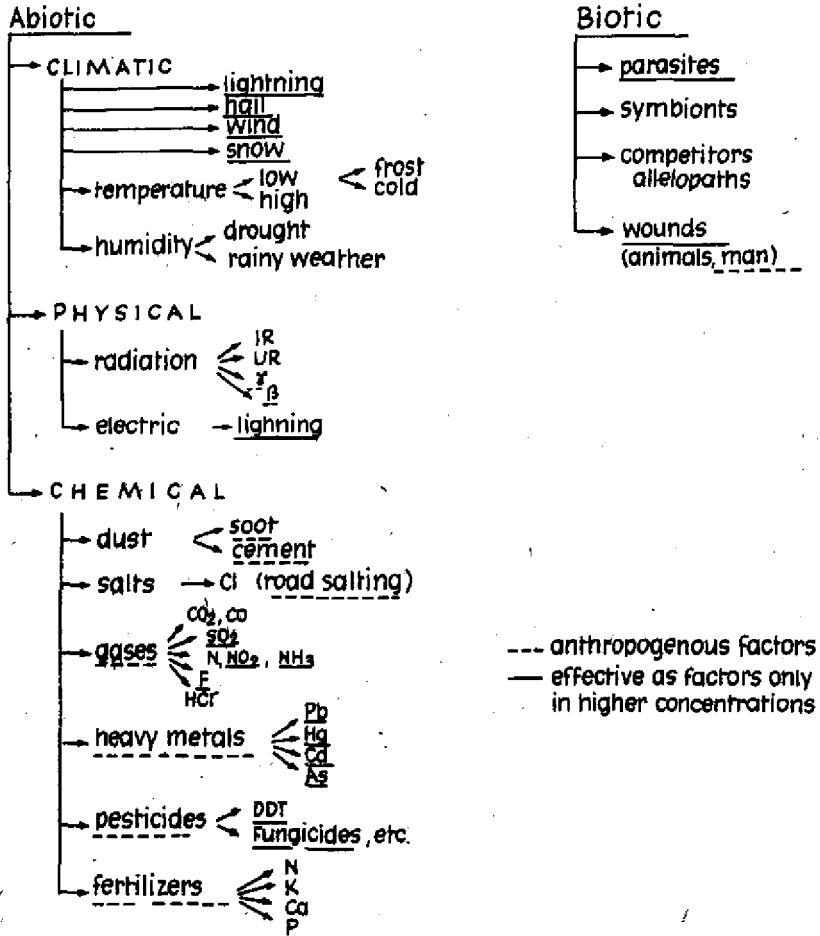 Abiotic
CLIMATIC
lightning
hail
wind
snow
temperature
low
high
frost
cold
humidity
drought
rainy weather
PHYSICAL
radiation
IR
UR
γ
β
electric
lighning
CHEMICAL
dust
soot
cement
salts
Cl (road salting)
gases
CO2, CO
SO2
N, NO2, NH3
F
HCl
heavy metals
Pb
Hg
Cd
As
pesticides
DDT
Fungicides, etc.
fertilizers
N
K
Ca
P
Biotic
parasites
symbionts
competitors
allelopaths
wounds
(animals, man)
--- anthropogenous factors
— effective as factors only
in higher concentrations